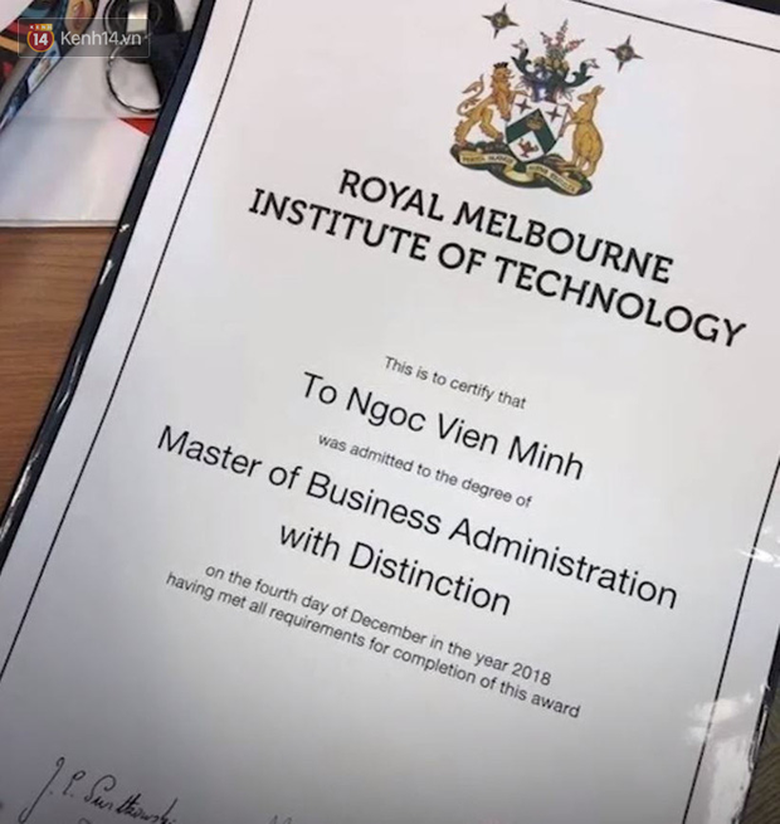 14 Kenh14.vn
ROYAL MELBOURNE
INSTITUTE OF TECHNOLOGY
This is to certify that
To Ngoc Vien Minh
was admitted to the degree of
Master of Business Administration
with Distinction
on the fourth day of December in the year 2018
having met all requirements for completion of this award